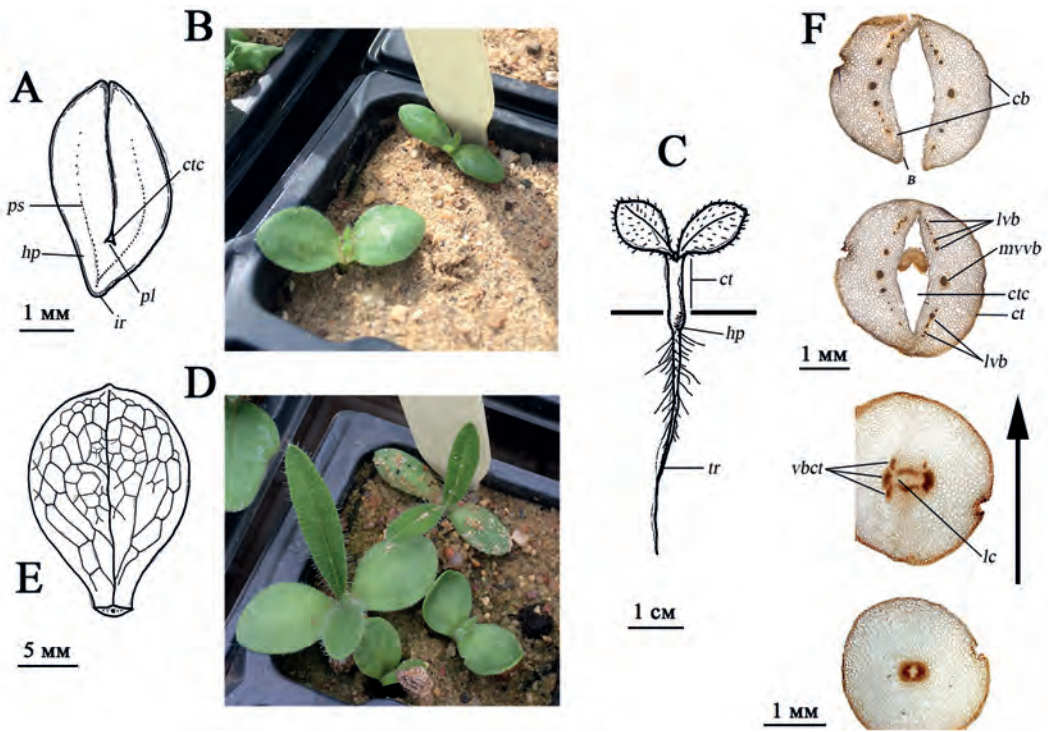 A
ctc
ps
hp
pl
ir
1 мм
B
C
ct
hp
tr
1 см
D
E
5 мм
F
cb
в
lvb
mvvb
ctc
ct
lvb
1 мм
vbct
lc
1 мм